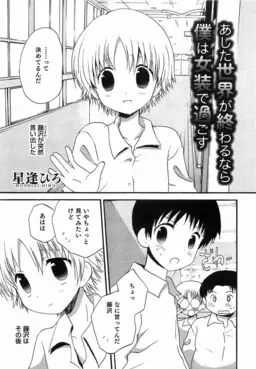 あした世界が終わるなら
僕は女装で過ごす
……って
決めてるんだ
藤沢が突然
言い出した
星逢ひろ
HOSHIAI HIRO
ちょっ
なに言ってんだ
藤沢
いやちょっと
見てみたい
けど
あはは
藤沢は
その後